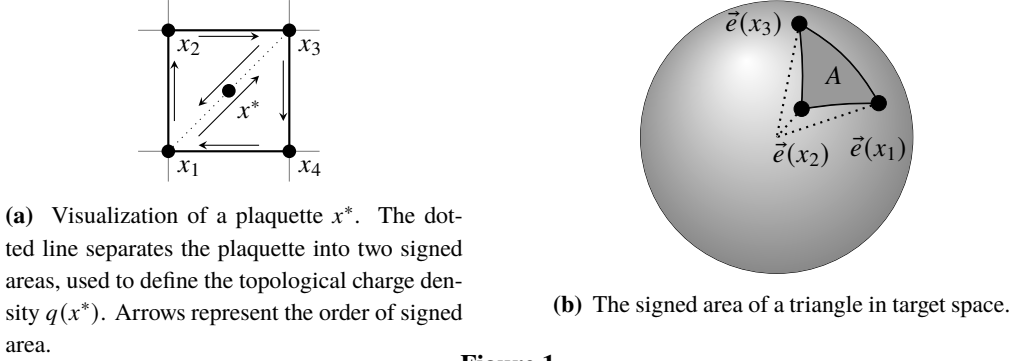 x₂
x₃
x*
x₁
x₄
(a) Visualization of a plaquette x*. The dot-
ted line separates the plaquette into two signed
areas, used to define the topological charge den-
sity q(x*). Arrows represent the order of signed
area.
e⃗(x₃)
A
e⃗(x₂)
e⃗(x₁)
(b) The signed area of a triangle in target space.
Figure 1